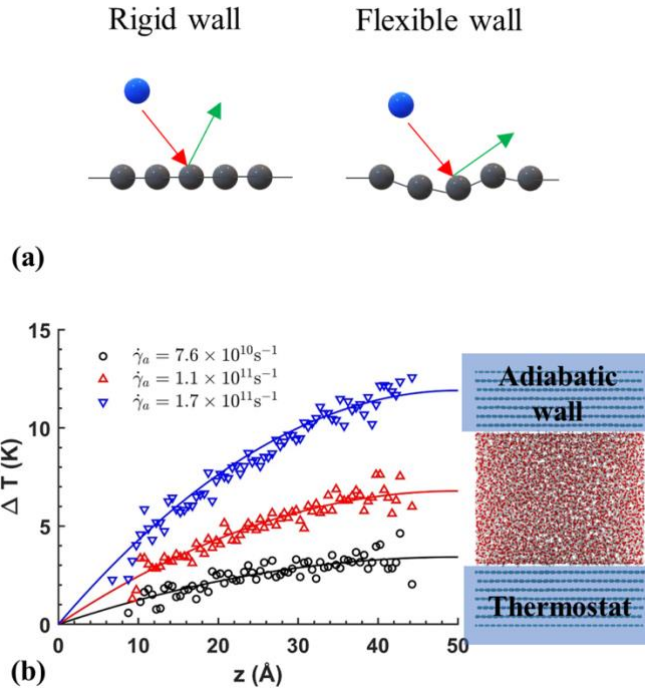 Rigid wall
Flexible wall
(a)
15
10
5
0
Δ T (K)
γ̇ₐ = 7.6 × 10¹⁰s⁻¹
γ̇ₐ = 1.1 × 10¹¹s⁻¹
γ̇ₐ = 1.7 × 10¹¹s⁻¹
Adiabatic
wall
Thermostat
0 10 20 30 40 50
z (Å)
(b)